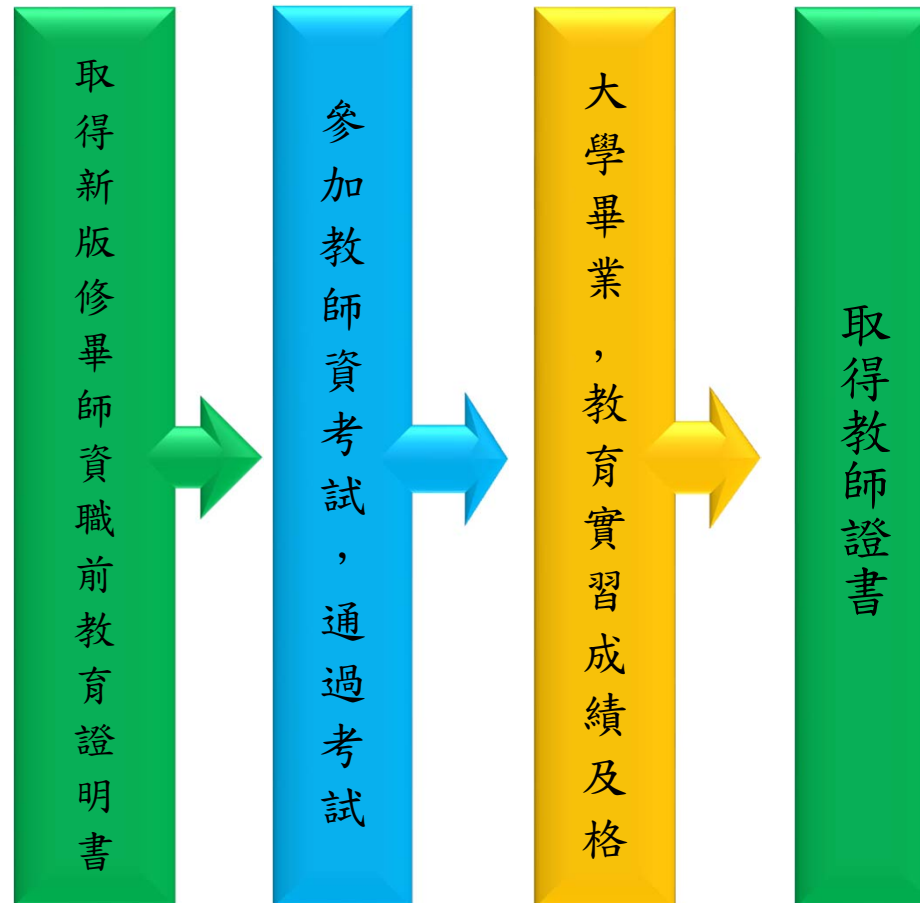 取得新版修畢師資職前教育證明書
參加教師資考試，通過考試
大學畢業，教育實習成績及格
取得教師證書